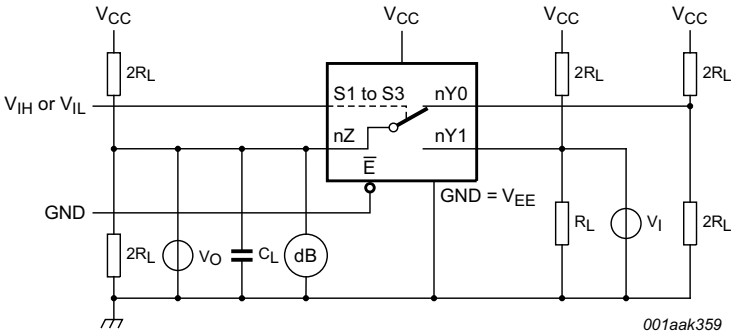 VCC VCC VCC VCC
2RL 2RL 2RL
VIH or VIL S1 to S3 nY0
nZ nY1
E̅
GND GND = VEE
2RL VO CL dB RL VI 2RL
001aak359